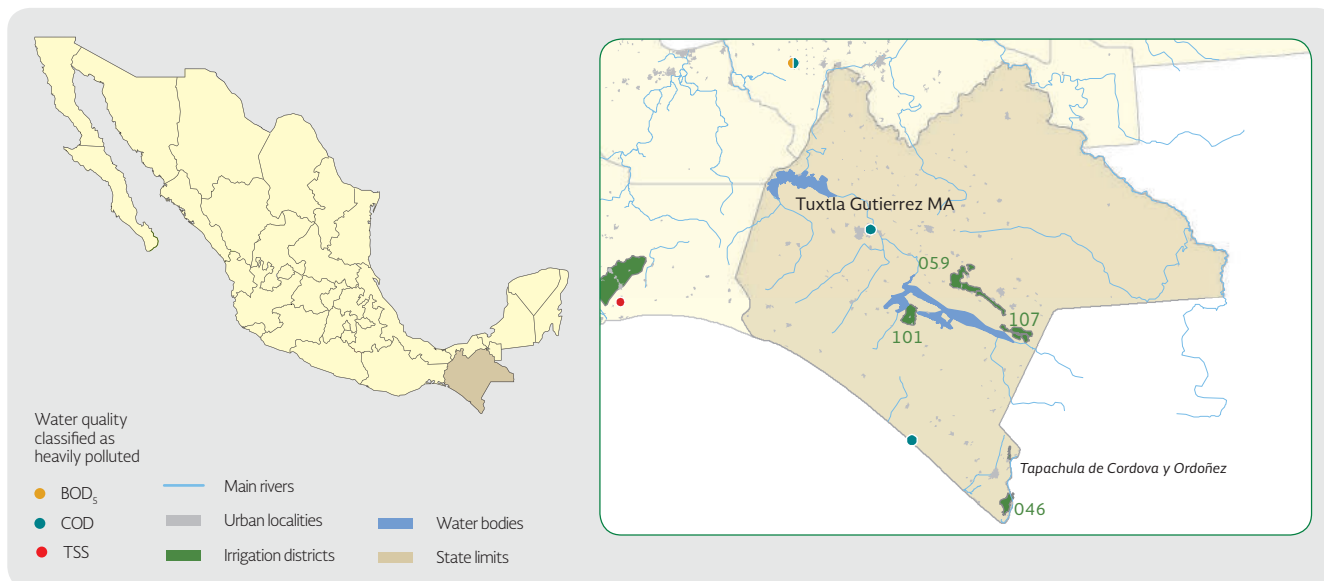 Water quality
classified as
heavily polluted
BOD₅
COD
TSS
Main rivers
Urban localities
Irrigation districts
Water bodies
State limits
Tuxtla Gutierrez MA
059
107
101
Tapachula de Cordova y Ordoñez
046